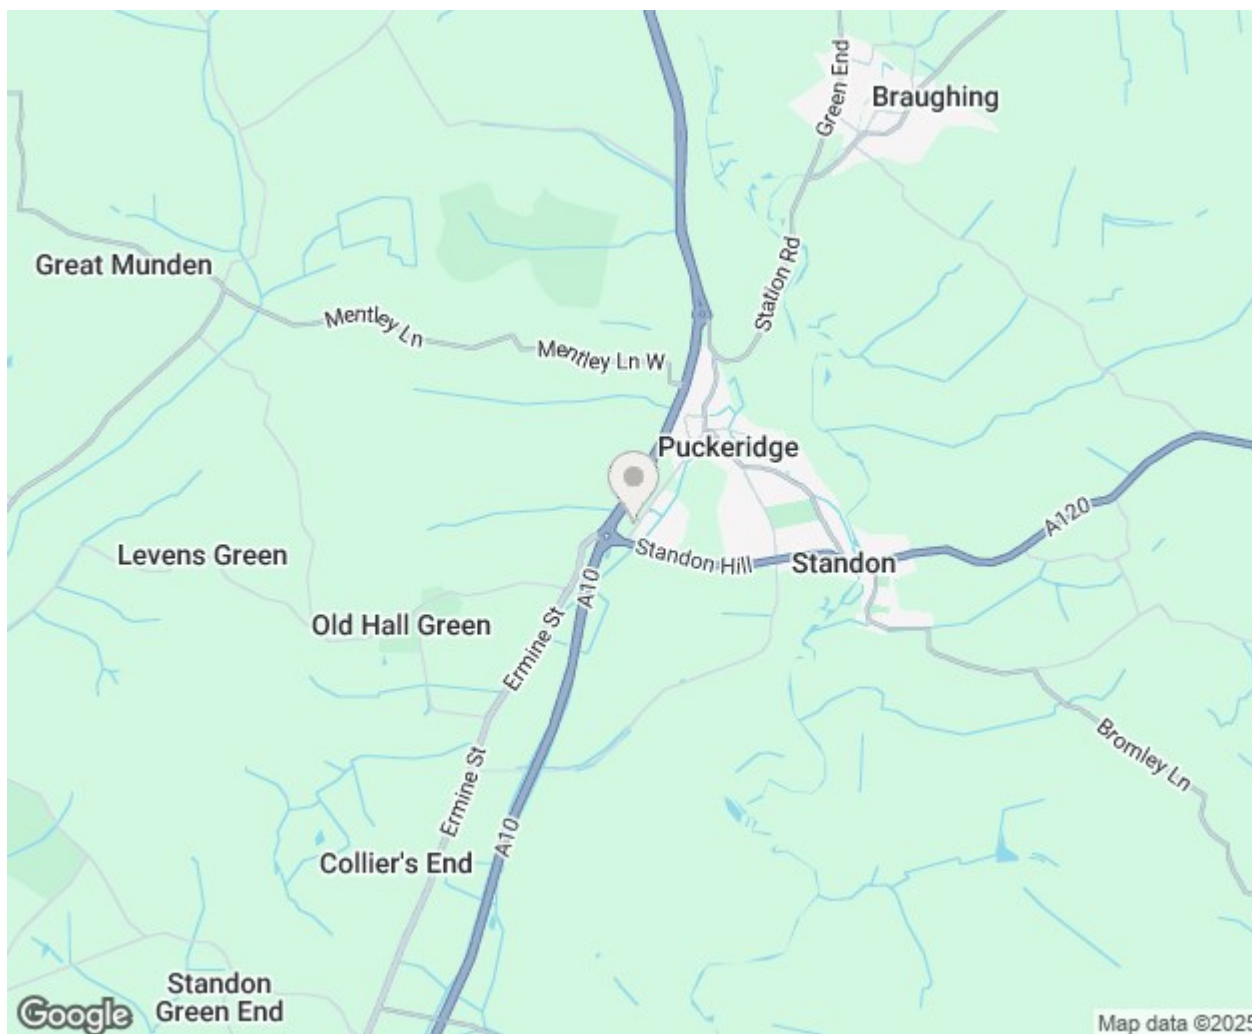 Green End
Braughing
Station Rd
Great Munden
Mentley Ln
Mentley Ln W
Puckeridge
A120
Standon Hill
Standon
Levens Green
A10
Old Hall Green
Ermine St
Bromley Ln
Ermine St
A10
Collier's End
Standon
Green End
Google
Map data ©2025